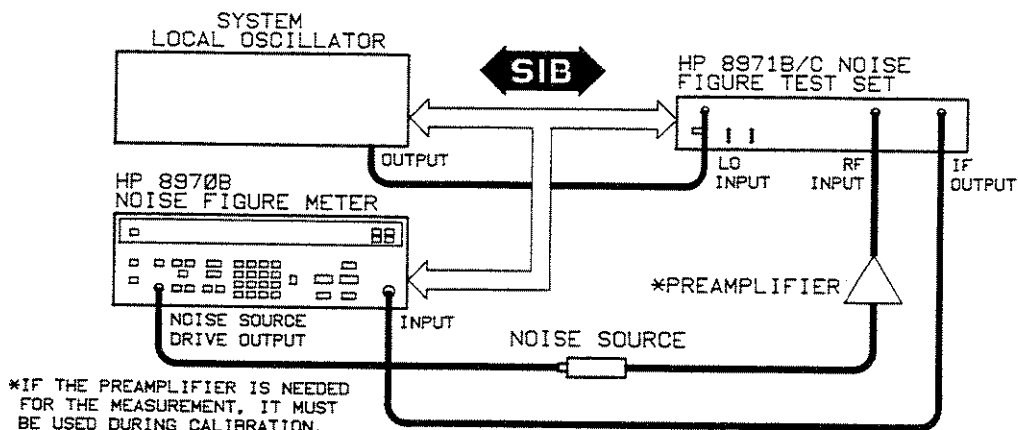 SYSTEM
LOCAL OSCILLATOR
SIB
HP 8971B/C NOISE
FIGURE TEST SET
OUTPUT
LO
INPUT
RF
INPUT
IF
OUTPUT
HP 8970B
NOISE FIGURE METER
*PREAMPLIFIER
NOISE SOURCE
DRIVE OUTPUT
INPUT
NOISE SOURCE
*IF THE PREAMPLIFIER IS NEEDED
FOR THE MEASUREMENT, IT MUST
BE USED DURING CALIBRATION.